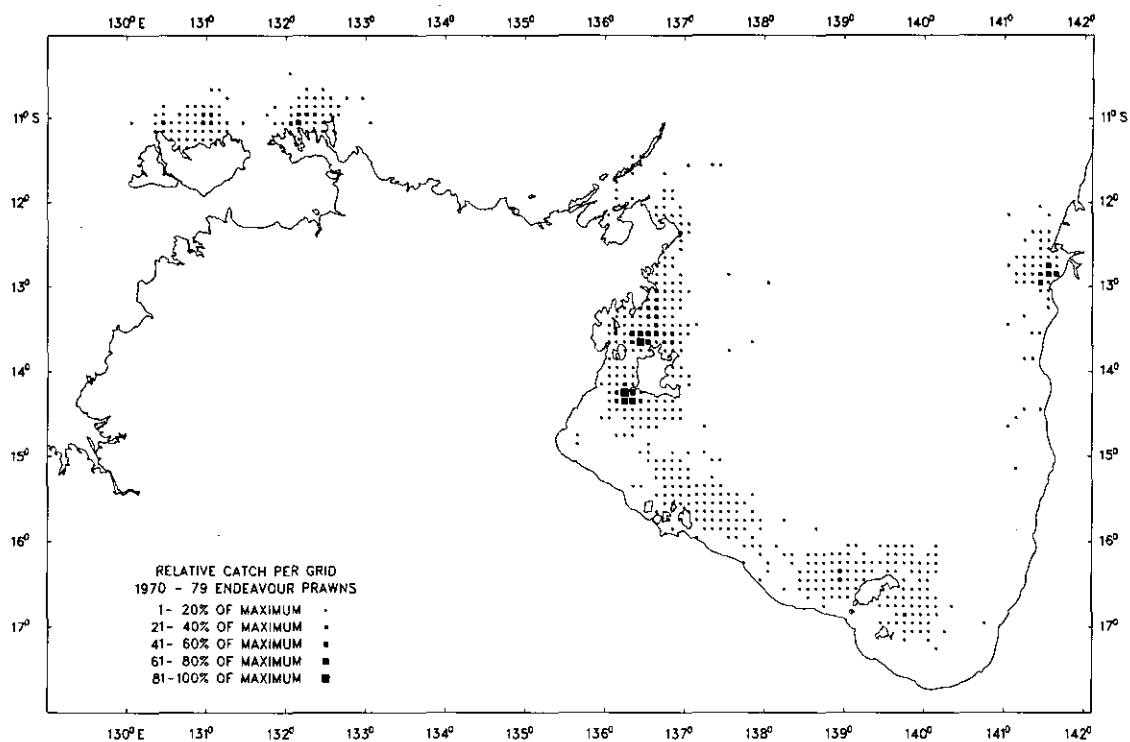 130°E 131° 132° 133° 134° 135° 136° 137° 138° 139° 140° 141° 142°
11°S 11°S
12° 12°
13° 13°
14° 14°
15° 15°
16° 16°
17° 17°
RELATIVE CATCH PER GRID
1970 - 79 ENDEAVOUR PRAWNS
1- 20% OF MAXIMUM
21- 40% OF MAXIMUM
41- 60% OF MAXIMUM
61- 80% OF MAXIMUM
81-100% OF MAXIMUM
130°E 131° 132° 133° 134° 135° 136° 137° 138° 139° 140° 141° 142°